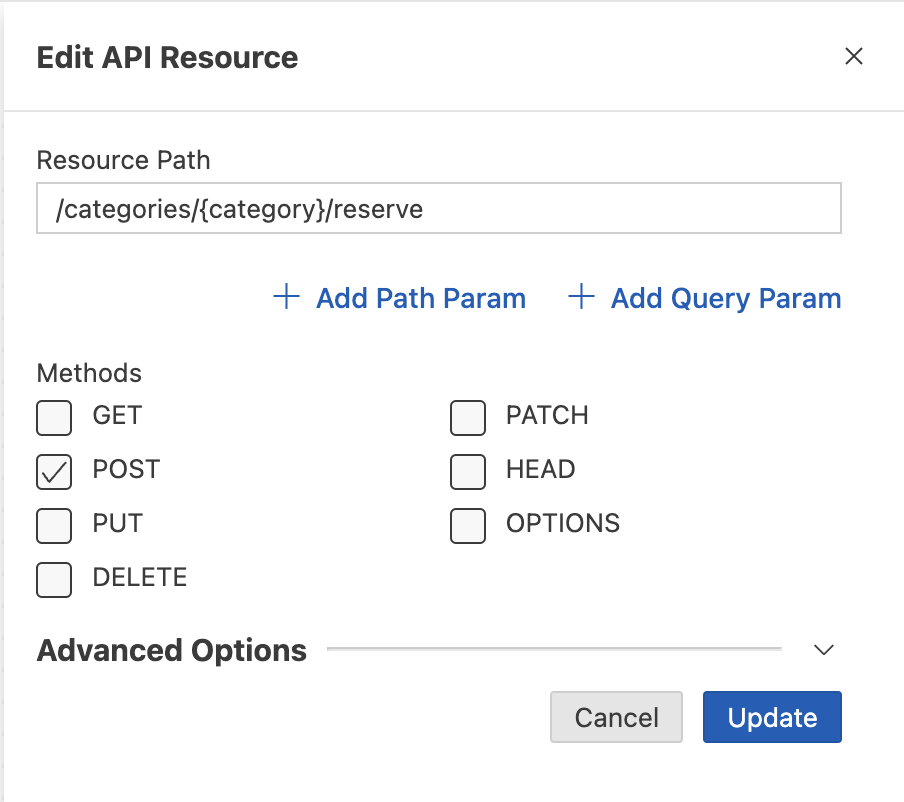 Edit API Resource
Resource Path
/categories/{category}/reserve
Add Path Param
Add Query Param
Methods
GET
PATCH
POST
HEAD
PUT
OPTIONS
DELETE
Advanced Options
Cancel
Update